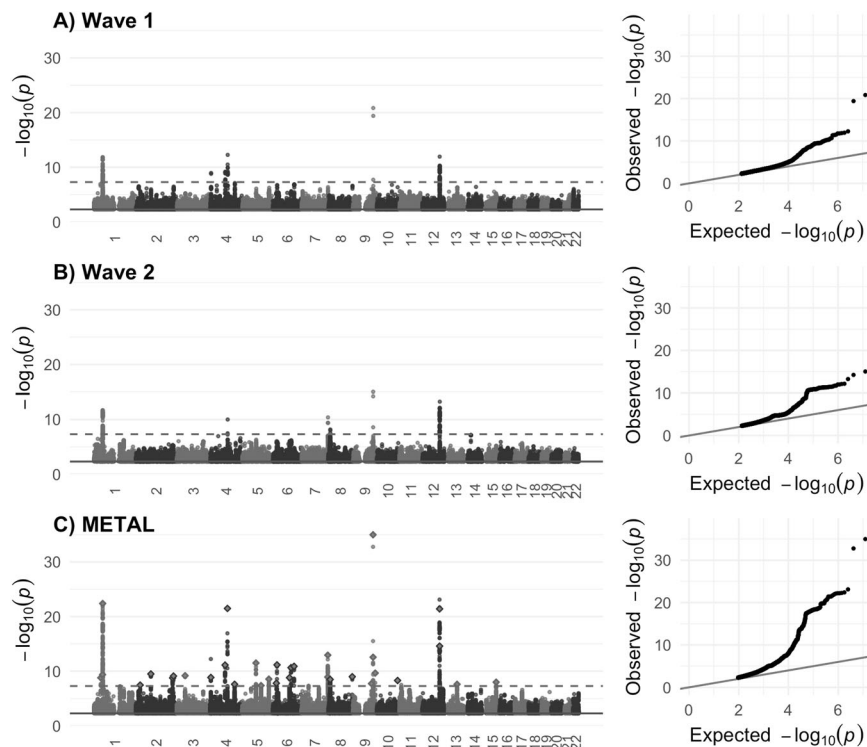 A) Wave 1
30
20
10
0
−log₁₀(p)
1 2 3 4 5 6 7 8 9 10 11 12 13 14 15 16 17 18 19 20 21 22
30
20
10
0
Observed −log₁₀(p)
0 2 4 6
Expected −log₁₀(p)
B) Wave 2
30
20
10
0
−log₁₀(p)
1 2 3 4 5 6 7 8 9 10 11 12 13 14 15 16 17 18 19 20 21 22
30
20
10
0
Observed −log₁₀(p)
0 2 4 6
Expected −log₁₀(p)
C) METAL
30
20
10
0
−log₁₀(p)
1 2 3 4 5 6 7 8 9 10 11 12 13 14 15 16 17 18 19 20 21 22
30
20
10
0
Observed −log₁₀(p)
0 2 4 6
Expected −log₁₀(p)